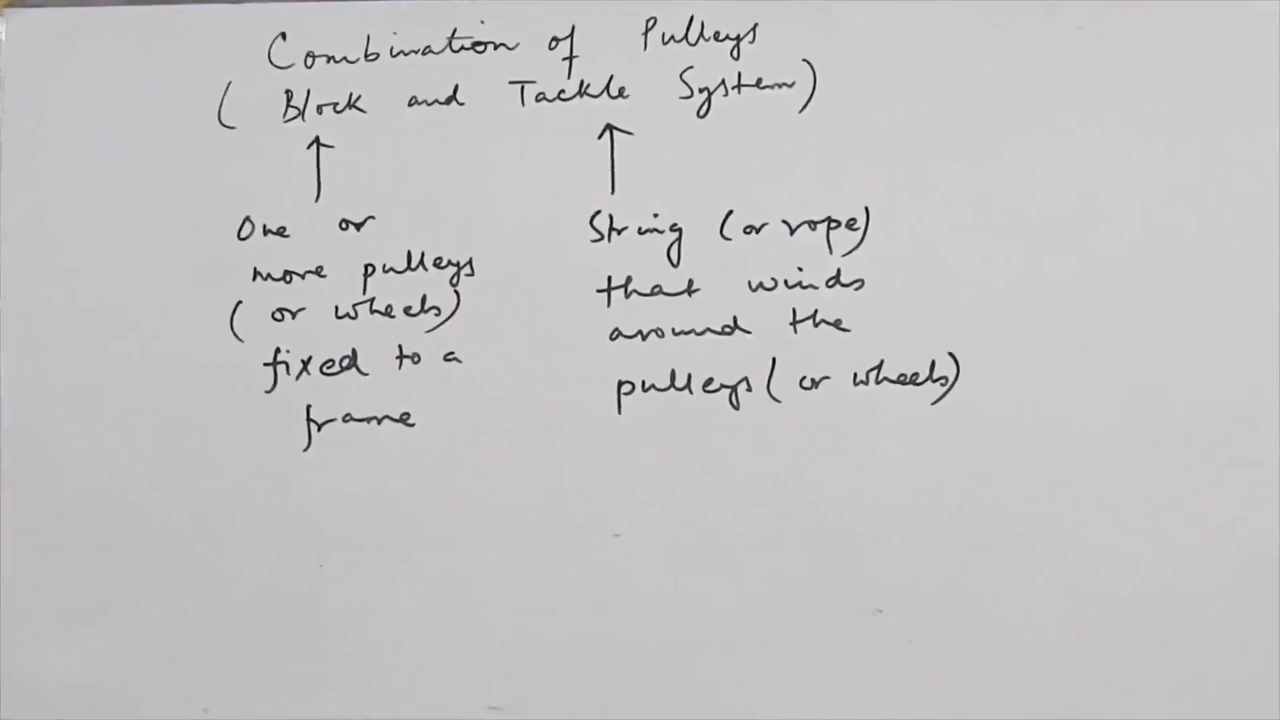 Combination of Pulleys
( Block and Tackle System)
One or
more pulleys
( or wheels)
fixed to a
frame
String (or rope)
that winds
around the
pulleys ( or wheels)